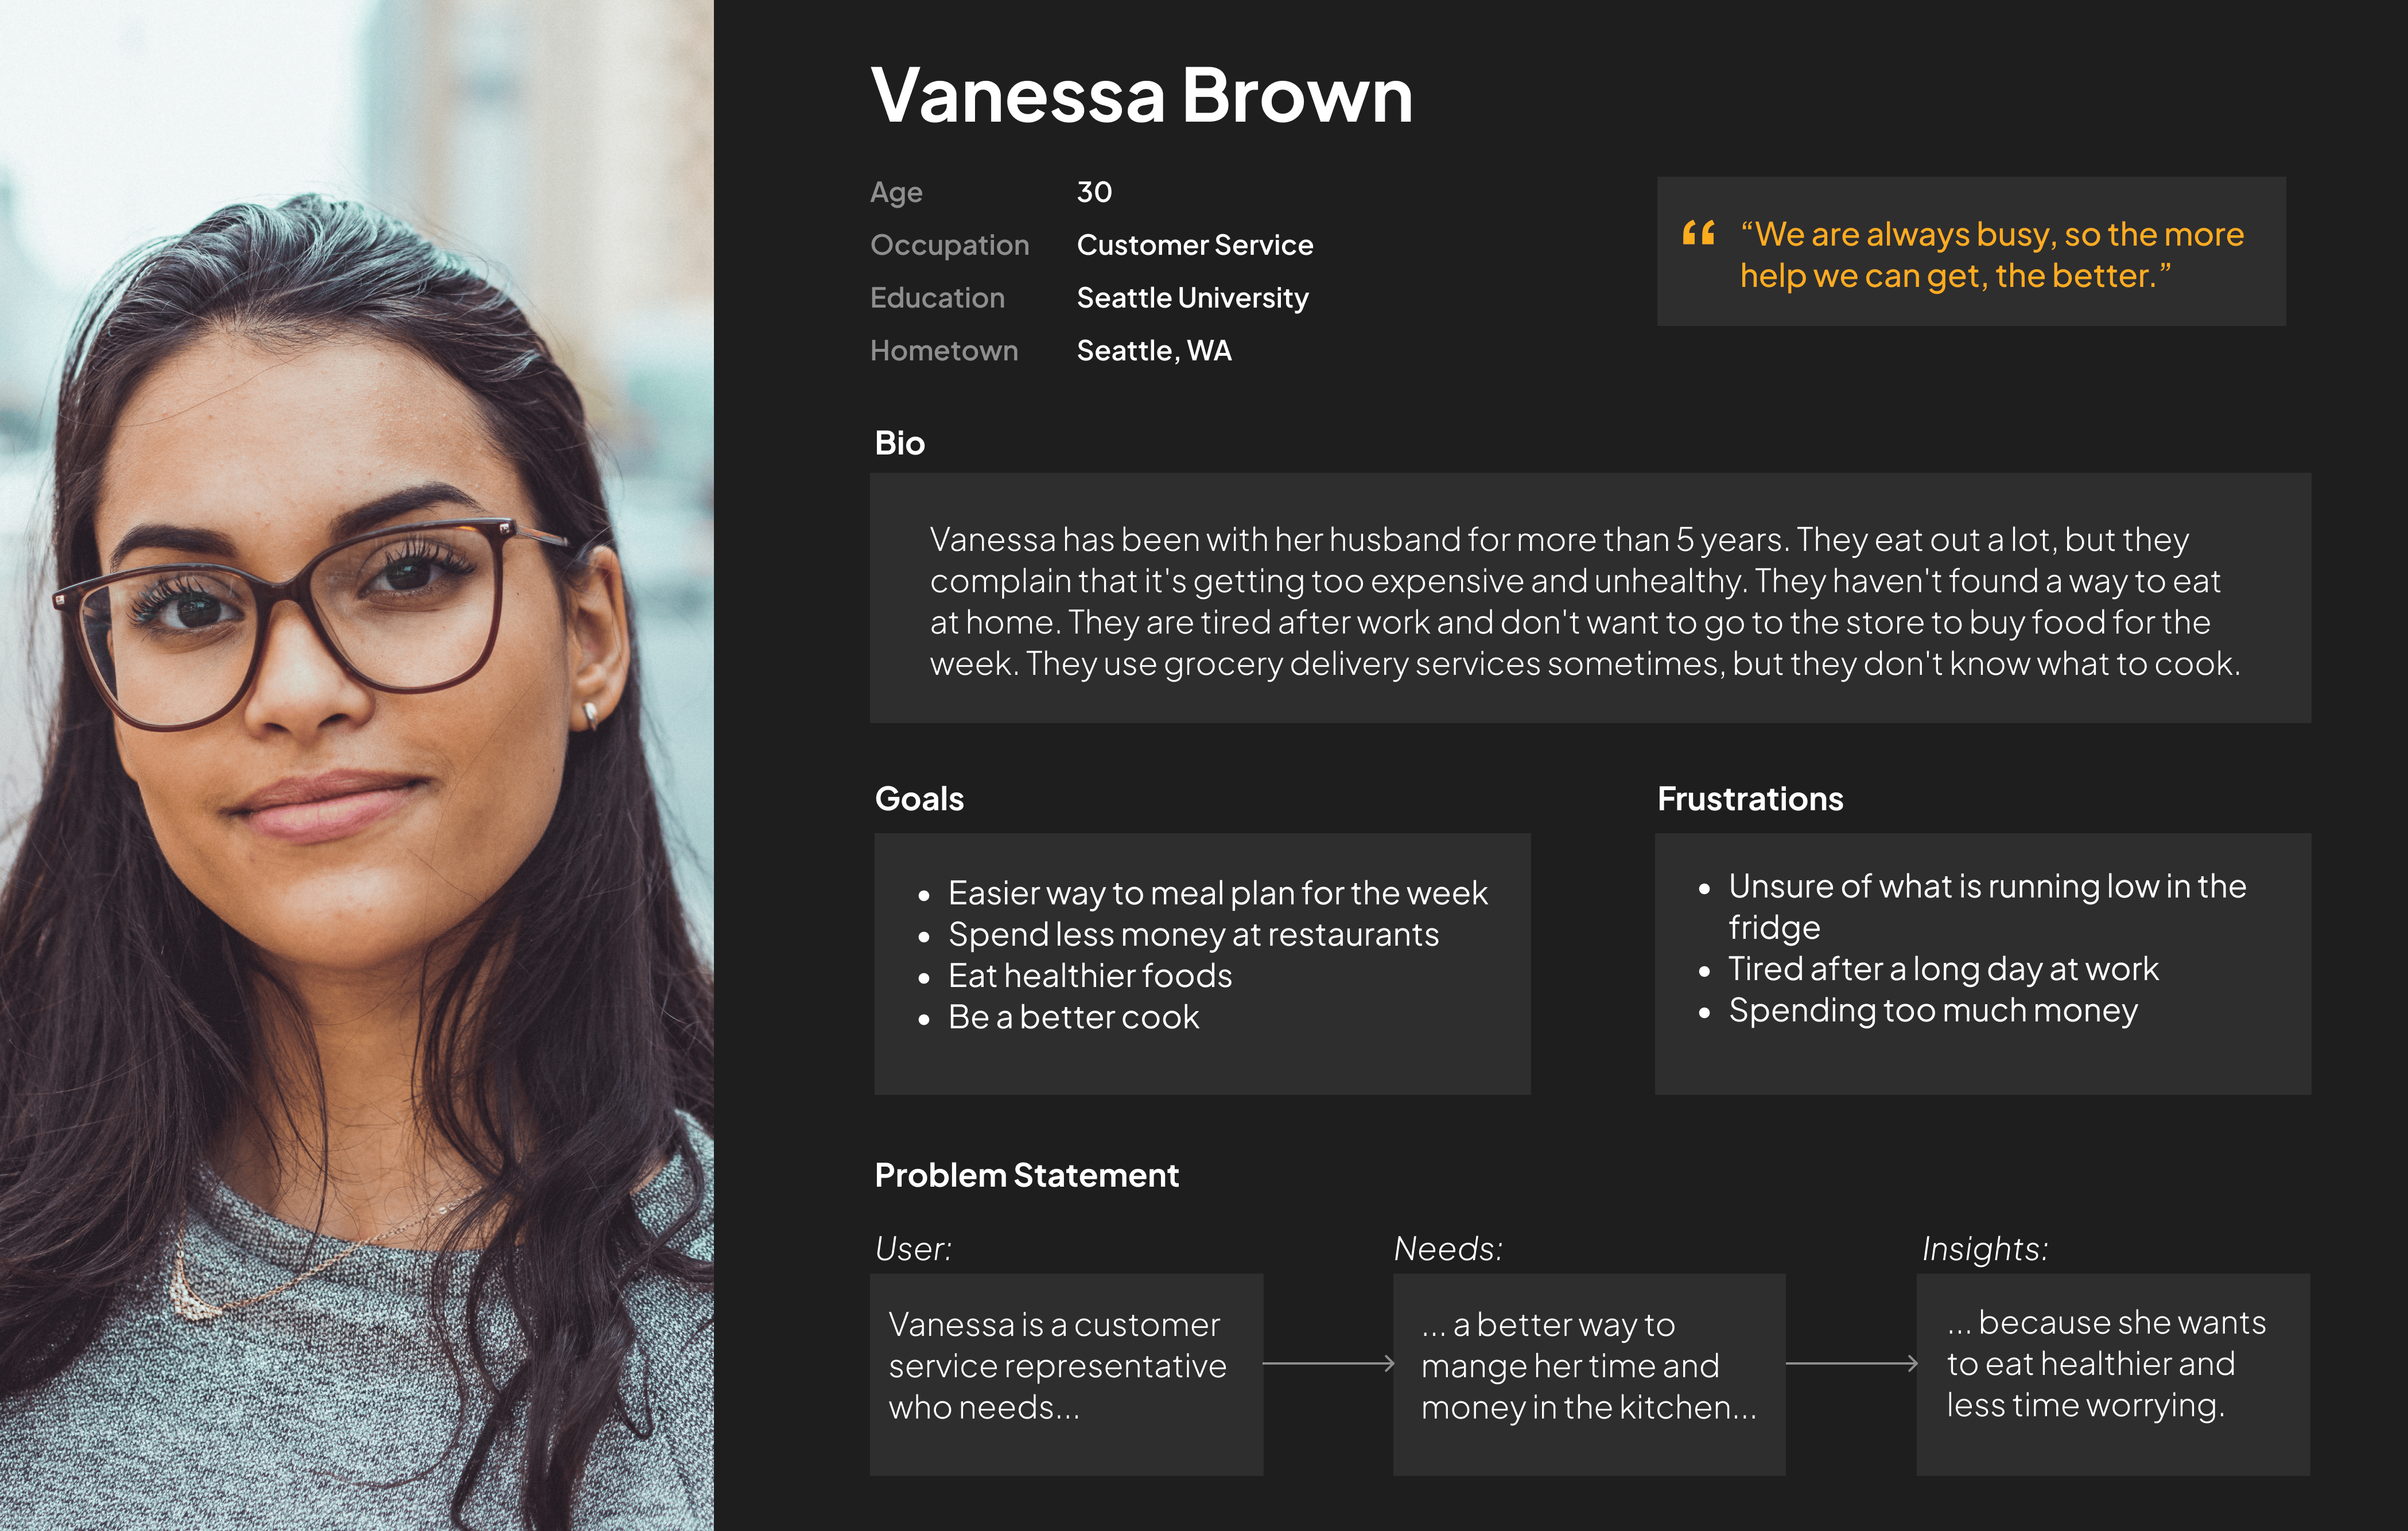 Vanessa Brown
Age 30
Occupation Customer Service
Education Seattle University
Hometown Seattle, WA
“We are always busy, so the more
help we can get, the better.”
Bio
Vanessa has been with her husband for more than 5 years. They eat out a lot, but they
complain that it's getting too expensive and unhealthy. They haven't found a way to eat
at home. They are tired after work and don't want to go to the store to buy food for the
week. They use grocery delivery services sometimes, but they don't know what to cook.
Goals
• Easier way to meal plan for the week
• Spend less money at restaurants
• Eat healthier foods
• Be a better cook
Frustrations
• Unsure of what is running low in the
fridge
• Tired after a long day at work
• Spending too much money
Problem Statement
User:
Vanessa is a customer
service representative
who needs...
Needs:
... a better way to
mange her time and
money in the kitchen...
Insights:
... because she wants
to eat healthier and
less time worrying.